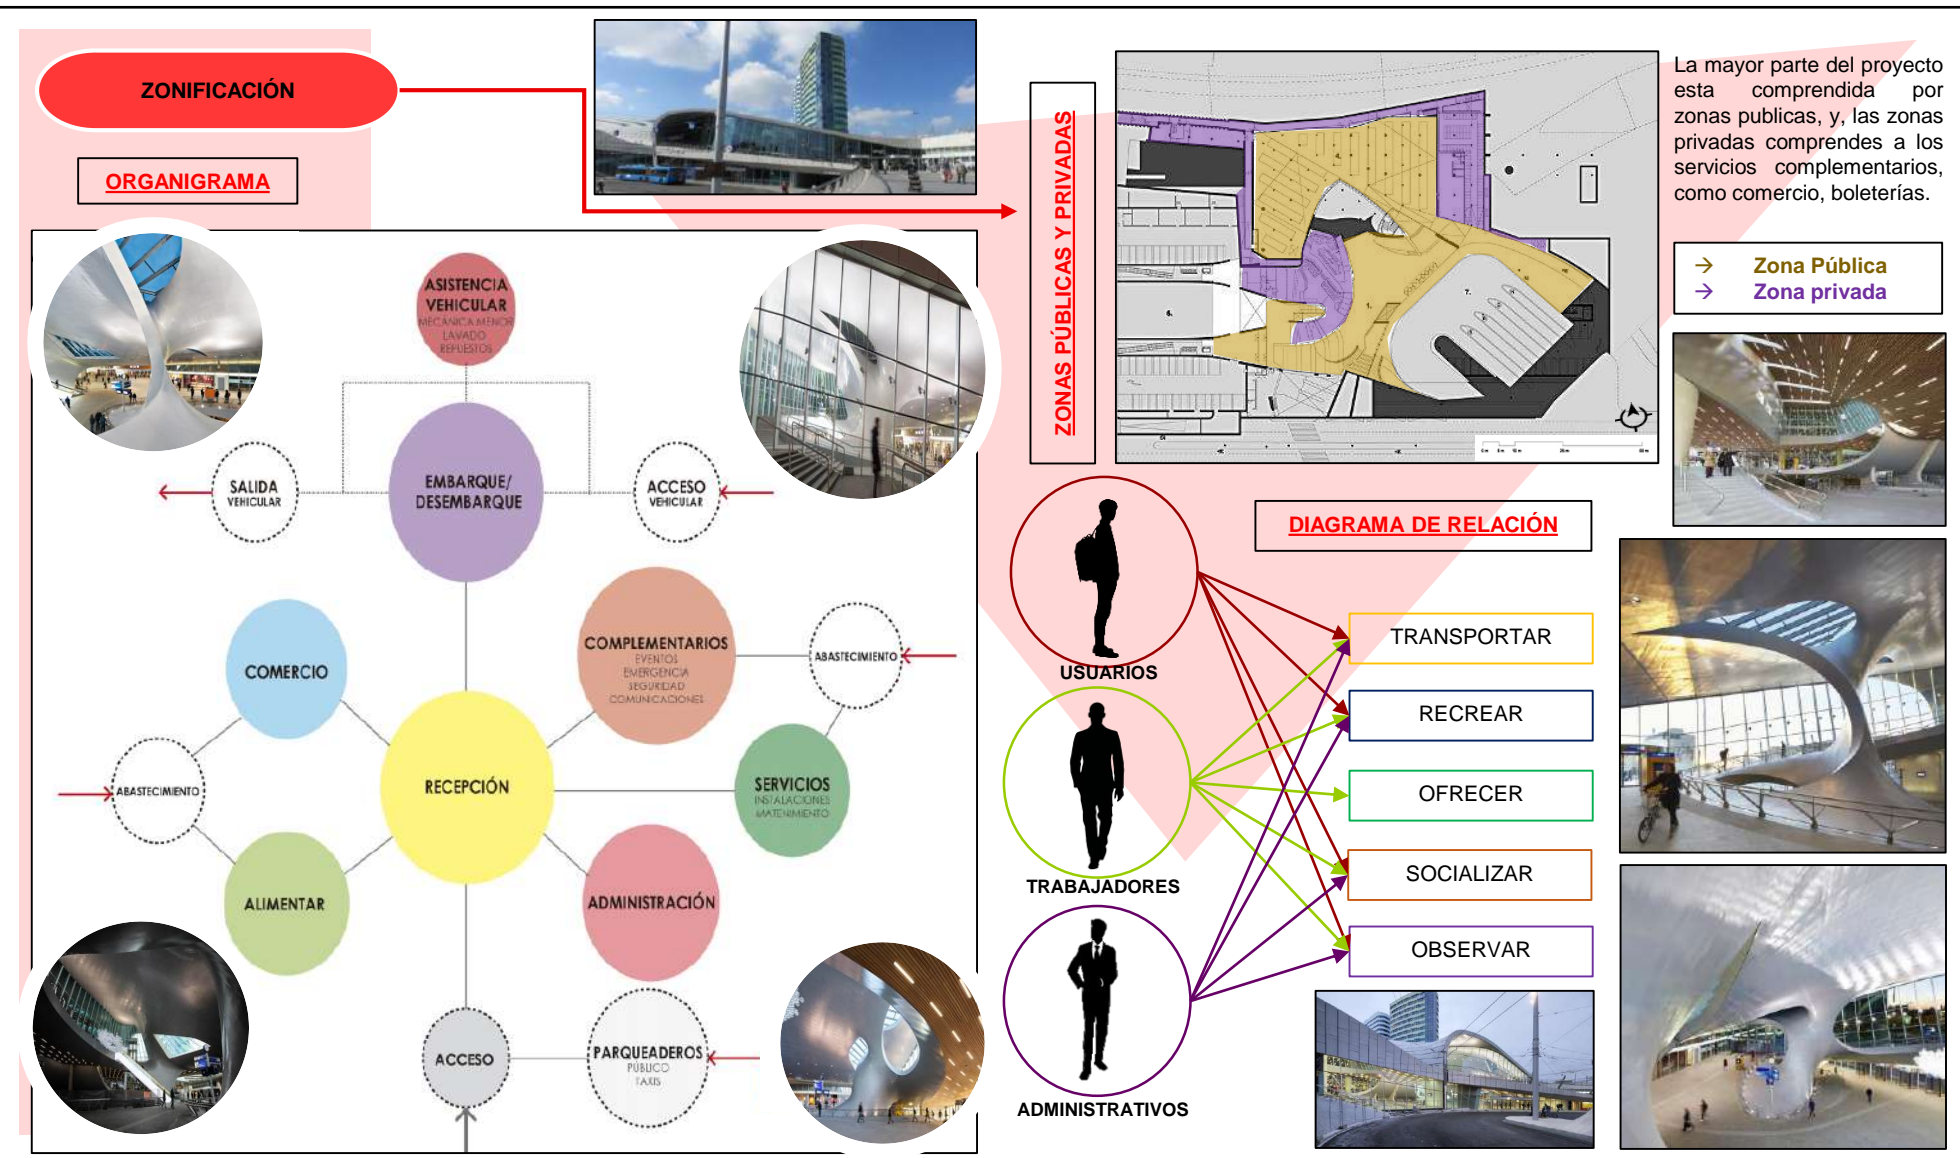 ZONIFICACIÓN
ORGANIGRAMA
ASISTENCIA
VEHICULAR
MECANICA MENOR
LAVADO
REPUESTOS
SALIDA
VEHICULAR
EMBARQUE/
DESEMBARQUE
ACCESO
VEHICULAR
COMERCIO
COMPLEMENTARIOS
EVENTOS
EMERGENCIA
SEGURIDAD
COMUNICACIONES
ABASTECIMIENTO
ABASTECIMIENTO
RECEPCIÓN
SERVICIOS
INSTALACIONES
MATENIMIENTO
ALIMENTAR
ADMINISTRACIÓN
ACCESO
PARQUEADEROS
PÚBLICO
TAXIS
ZONAS PÚBLICAS Y PRIVADAS
La mayor parte del proyecto
esta comprendida por
zonas publicas, y, las zonas
privadas comprendes a los
servicios complementarios,
como comercio, boleterías.
→ Zona Pública
→ Zona privada
DIAGRAMA DE RELACIÓN
USUARIOS
TRABAJADORES
ADMINISTRATIVOS
TRANSPORTAR
RECREAR
OFRECER
SOCIALIZAR
OBSERVAR